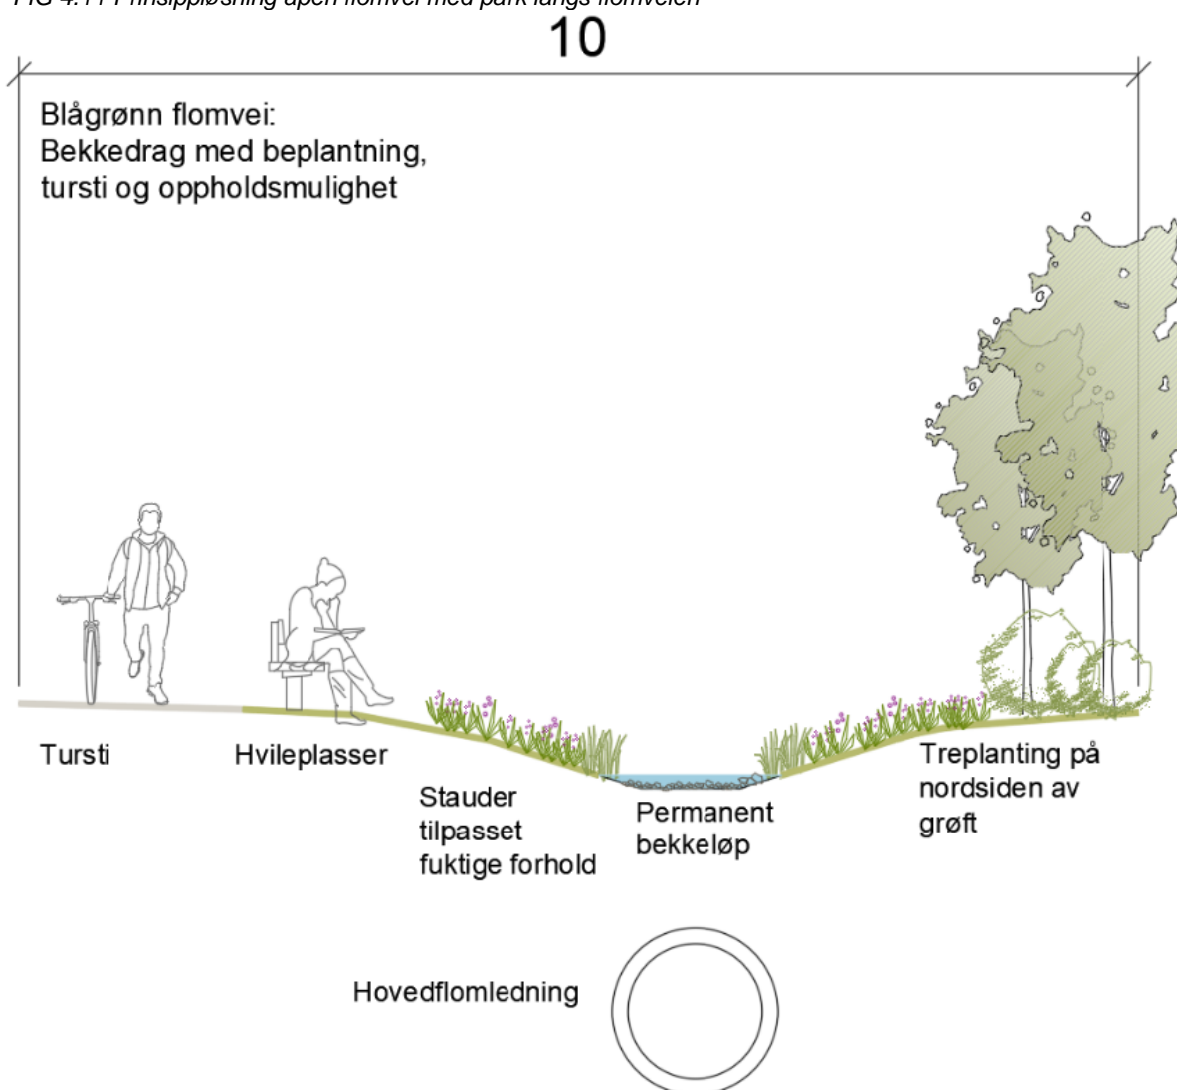 10
Blågrønn flomvei:
Bekkedrag med beplantning,
tursti og oppholdsmulighet
Tursti
Hvileplasser
Stauder
tilpasset
fuktige forhold
Permanent
bekkeløp
Treplanting på
nordsiden av
grøft
Hovedflomledning